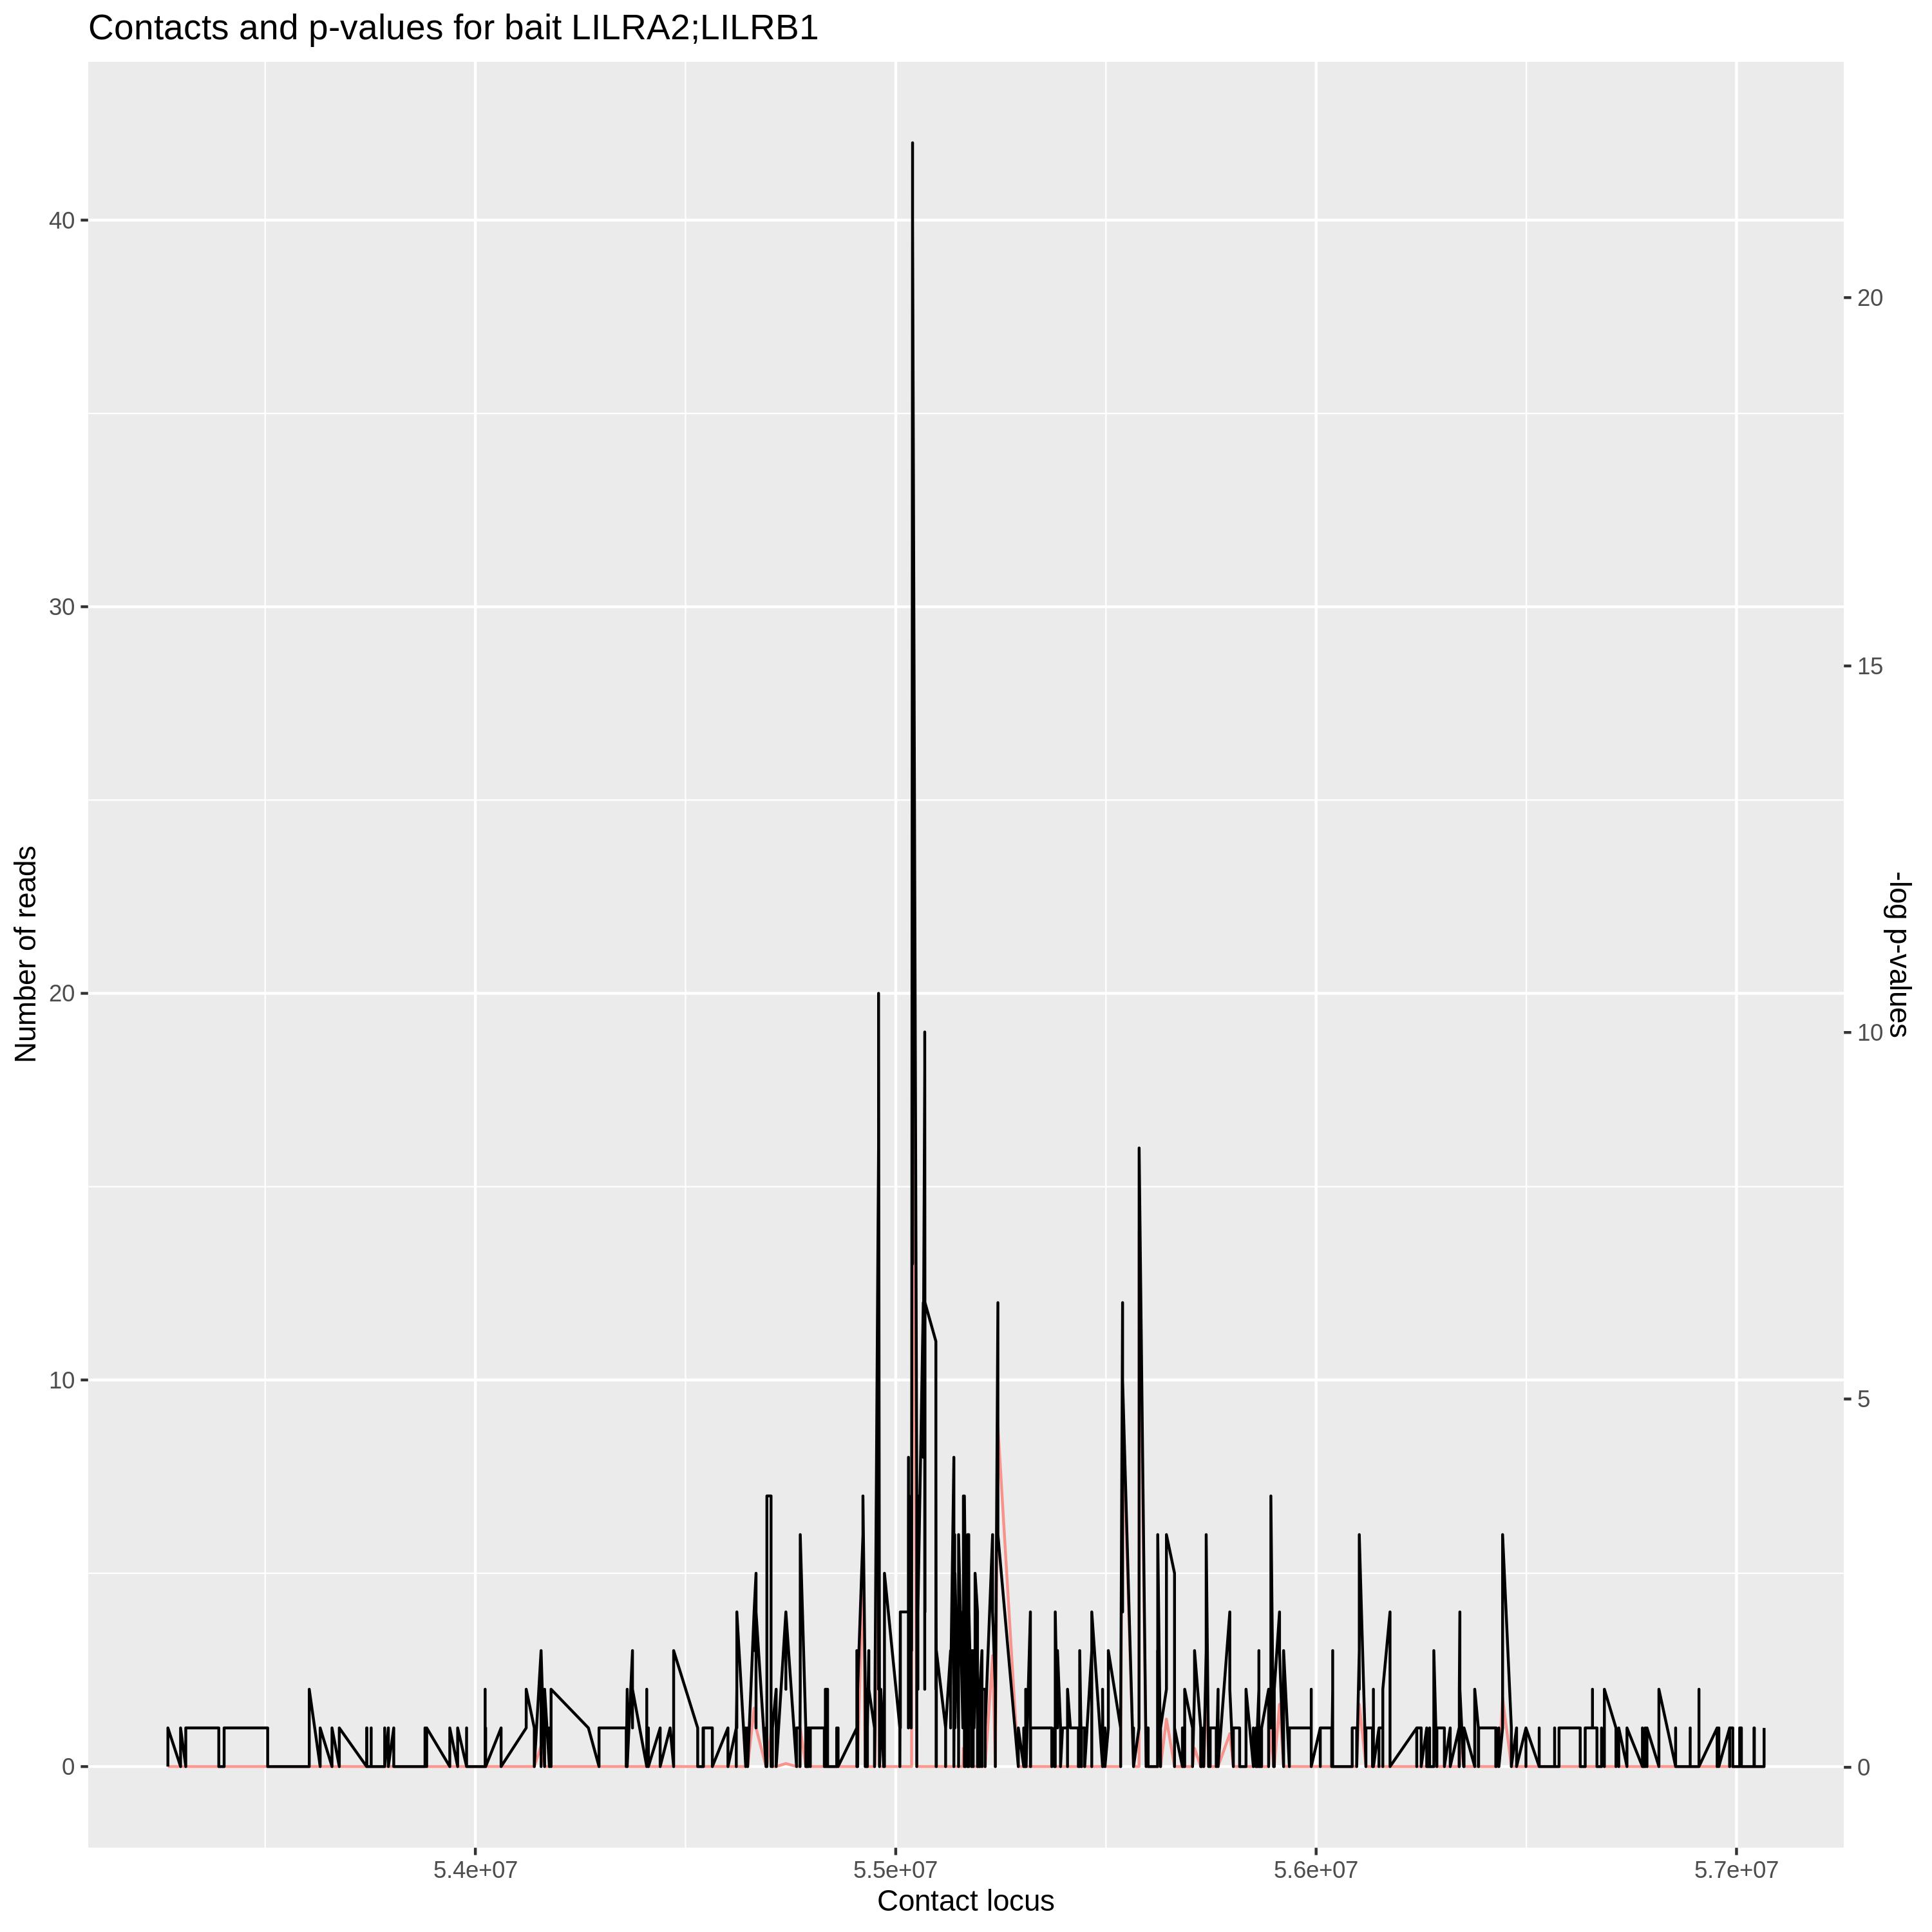 Contacts and p-values for bait LILRA2;LILRB1
Number of reads
40
30
20
10
0
20
15
10
5
0
-log p-values
5.4e+07
5.5e+07
5.6e+07
5.7e+07
Contact locus